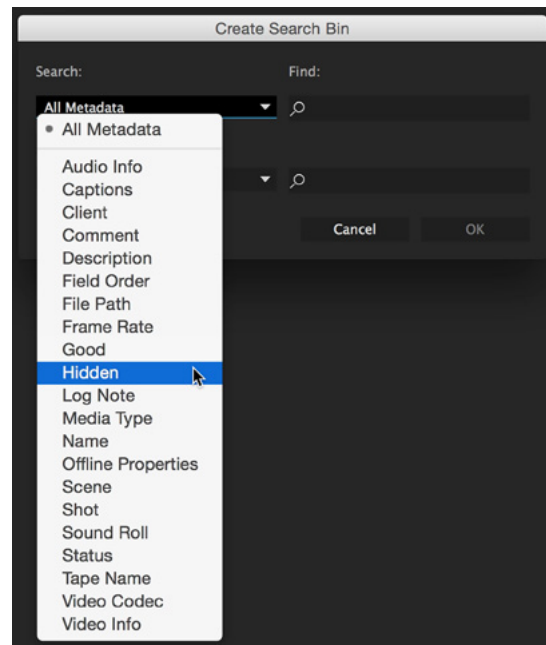 Create Search Bin
Search:
Find:
All Metadata
All Metadata
Audio Info
Captions
Client
Comment
Description
Field Order
File Path
Frame Rate
Good
Hidden
Log Note
Media Type
Name
Offline Properties
Scene
Shot
Sound Roll
Status
Tape Name
Video Codec
Video Info
Cancel
OK